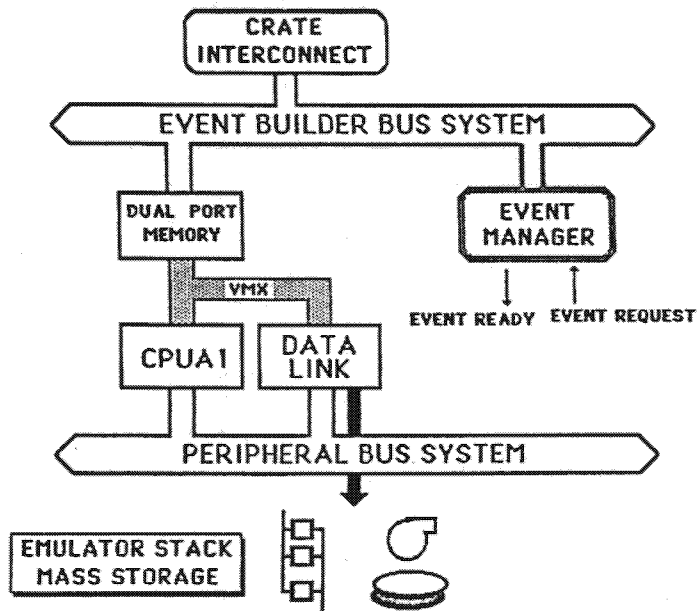 CRATE
INTERCONNECT
EVENT BUILDER BUS SYSTEM
DUAL PORT
MEMORY
EVENT
MANAGER
VMX
EVENT READY
EVENT REQUEST
CPUA1
DATA
LINK
PERIPHERAL BUS SYSTEM
EMULATOR STACK
MASS STORAGE